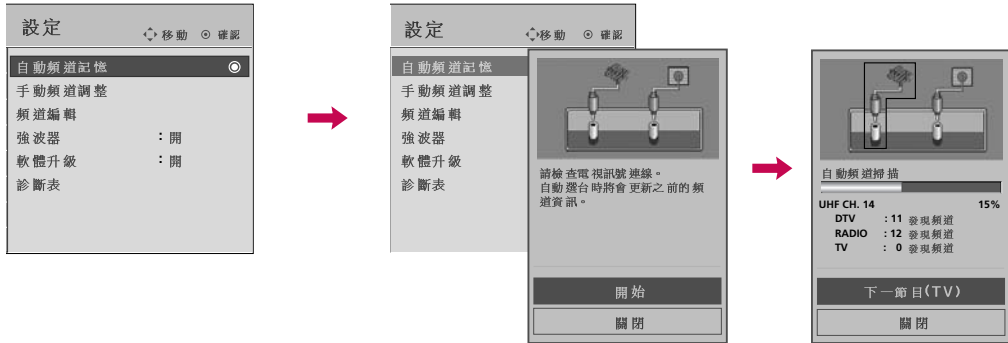 設定
移動 ⊙ 確認
自動頻道記憶
手動頻道調整
頻道編輯
強波器 : 開
軟體升級 : 開
診斷表
設定
移動 ⊙ 確認
自動頻道記憶
手動頻道調整
頻道編輯
強波器
軟體升級
診斷表
請檢查電視訊號連線。
自動選台時將會更新之前的頻
道資訊。
開始
關閉
自動頻道掃描
UHF CH. 14 15%
DTV : 11 發現頻道
RADIO : 12 發現頻道
TV : 0 發現頻道
下一節目(TV)
關閉